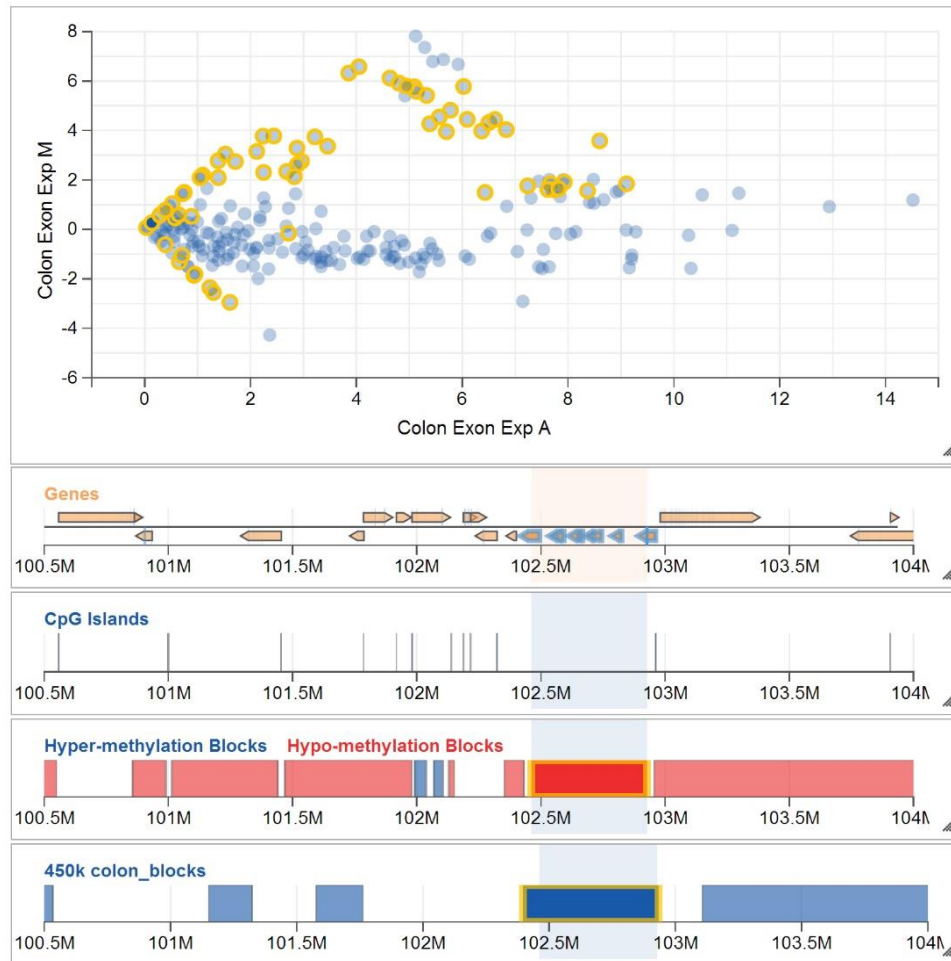 8
6
4
2
0
-2
-4
-6
Colon Exon Exp M
0 2 4 6 8 10 12 14
Colon Exon Exp A
Genes
100.5M 101M 101.5M 102M 102.5M 103M 103.5M 104M
CpG Islands
100.5M 101M 101.5M 102M 102.5M 103M 103.5M 104M
Hyper-methylation Blocks Hypo-methylation Blocks
100.5M 101M 101.5M 102M 102.5M 103M 103.5M 104M
450k colon_blocks
100.5M 101M 101.5M 102M 102.5M 103M 103.5M 104M